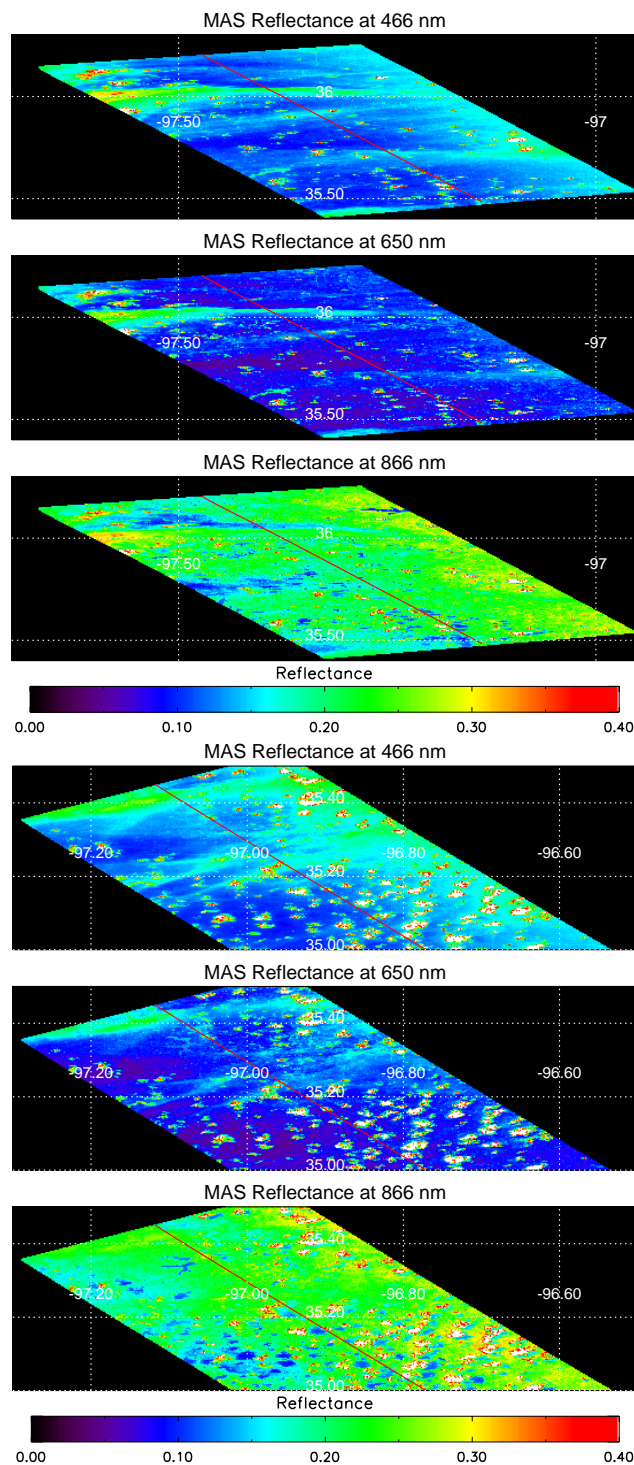 MAS Reflectance at 466 nm
36
-97.50
-97
35.50
MAS Reflectance at 650 nm
36
-97.50
-97
35.50
MAS Reflectance at 866 nm
36
-97.50
-97
35.50
Reflectance
0.00 0.10 0.20 0.30 0.40
MAS Reflectance at 466 nm
35.40
-97.20 -97.00 -96.80 -96.60
35.20
35.00
MAS Reflectance at 650 nm
35.40
-97.20 -97.00 -96.80 -96.60
35.20
35.00
MAS Reflectance at 866 nm
35.40
-97.20 -97.00 -96.80 -96.60
35.20
35.00
Reflectance
0.00 0.10 0.20 0.30 0.40